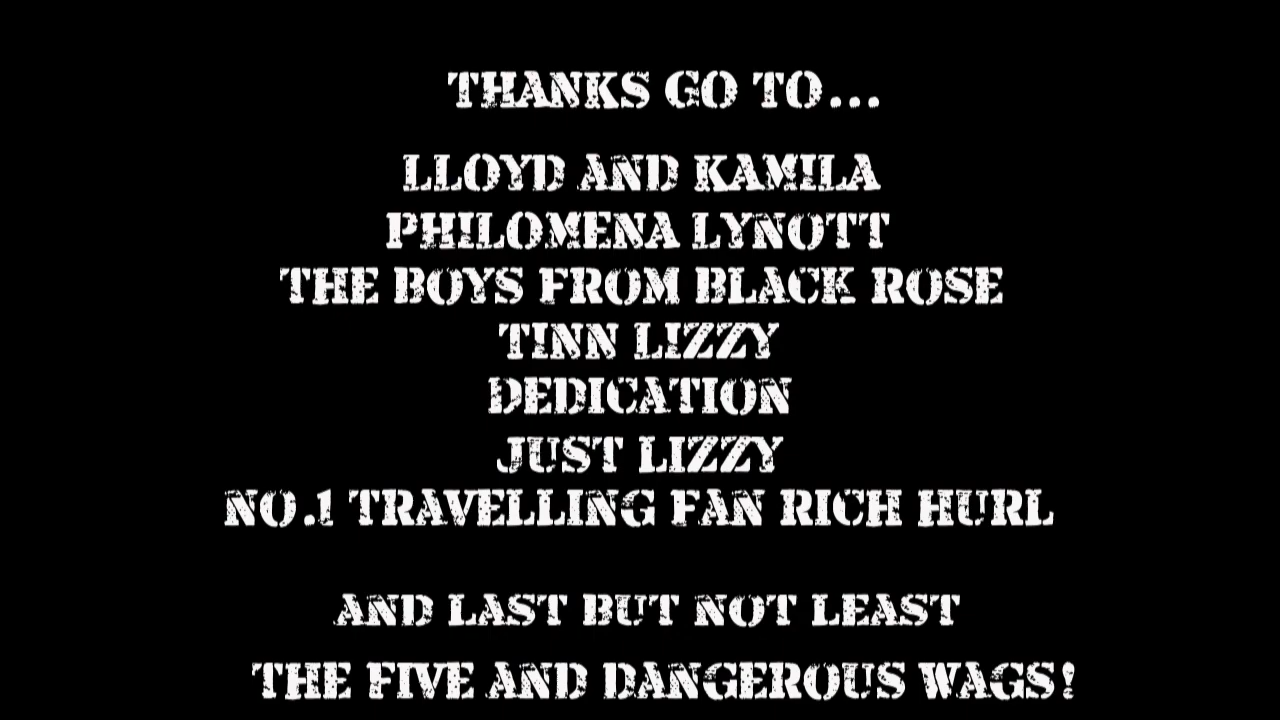 THANKS GO TO...
LLOYD AND KAMILA
PHILOMENA LYNOTT
THE BOYS FROM BLACK ROSE
TINN LIZZY
DEDICATION
JUST LIZZY
NO.1 TRAVELLING FAN RICH HURL
AND LAST BUT NOT LEAST
THE FIVE AND DANGEROUS WAGS!